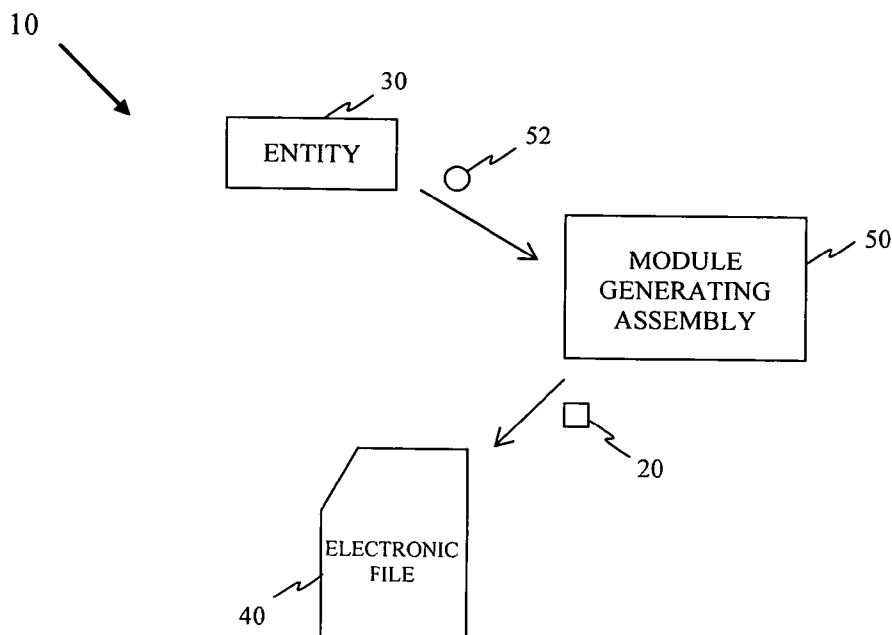 10
30
ENTITY
52
MODULE
GENERATING
ASSEMBLY
50
20
ELECTRONIC
FILE
40